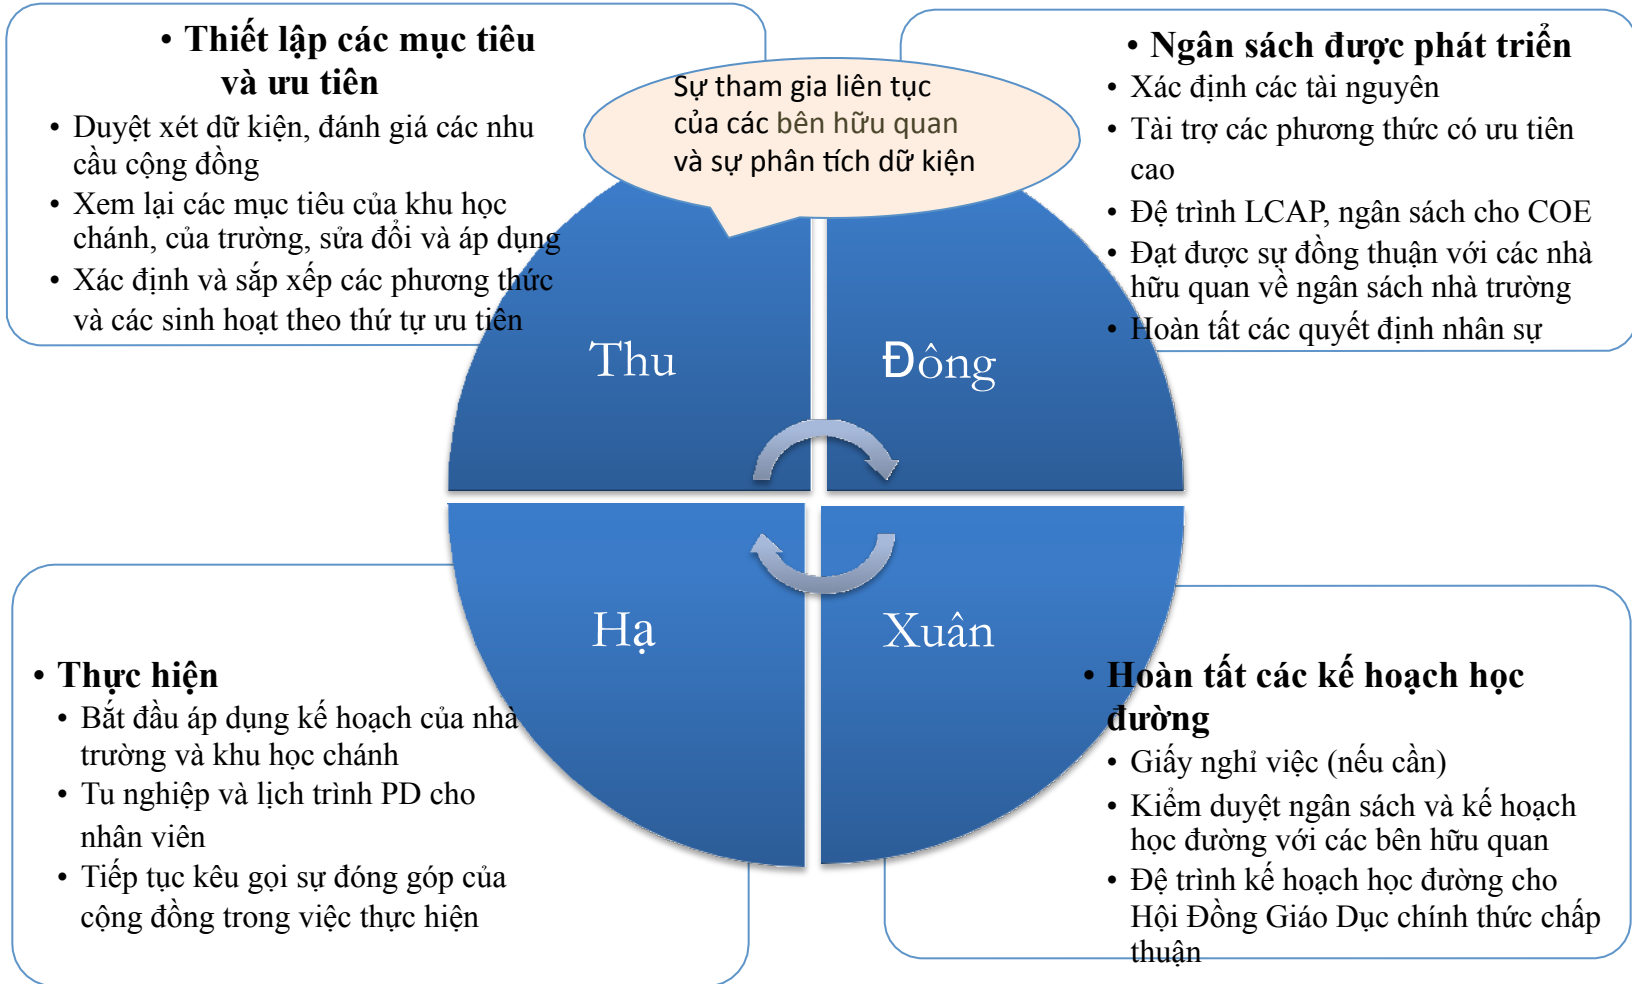 • Thiết lập các mục tiêu
và ưu tiên
• Duyệt xét dữ kiện, đánh giá các nhu
cầu cộng đồng
• Xem lại các mục tiêu của khu học
chánh, của trường, sửa đổi và áp dụng
• Xác định và sắp xếp các phương thức
và các sinh hoạt theo thứ tự ưu tiên
Sự tham gia liên tục
của các bên hữu quan
và sự phân tích dữ kiện
• Ngân sách được phát triển
• Xác định các tài nguyên
• Tài trợ các phương thức có ưu tiên
cao
• Đệ trình LCAP, ngân sách cho COE
• Đạt được sự đồng thuận với các nhà
hữu quan về ngân sách nhà trường
• Hoàn tất các quyết định nhân sự
Thu
Đông
Hạ
Xuân
• Thực hiện
• Bắt đầu áp dụng kế hoạch của nhà
trường và khu học chánh
• Tu nghiệp và lịch trình PD cho
nhân viên
• Tiếp tục kêu gọi sự đóng góp của
cộng đồng trong việc thực hiện
• Hoàn tất các kế hoạch học
đường
• Giấy nghỉ việc (nếu cần)
• Kiểm duyệt ngân sách và kế hoạch
học đường với các bên hữu quan
• Đệ trình kế hoạch học đường cho
Hội Đồng Giáo Dục chính thức chấp
thuận